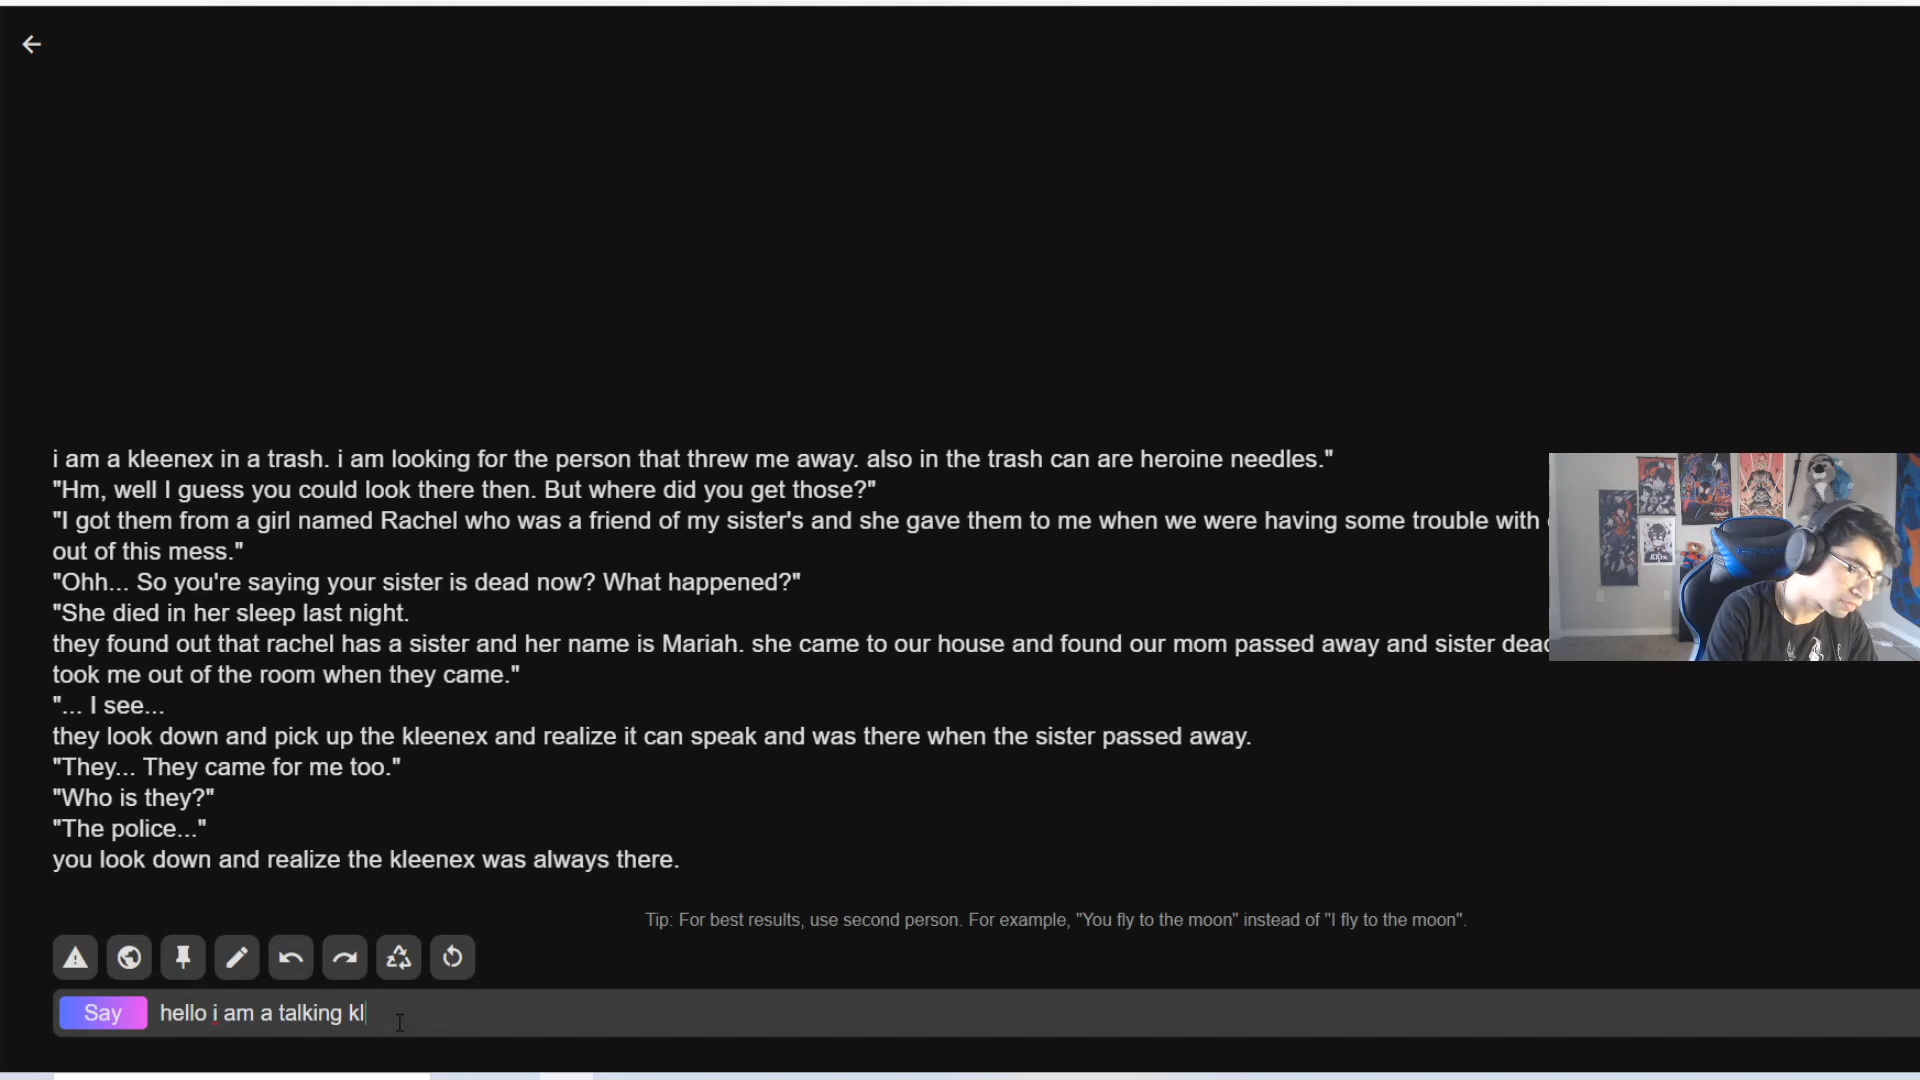 i am a kleenex in a trash. i am looking for the person that threw me away. also in the trash can are heroine needles."
"Hm, well I guess you could look there then. But where did you get those?"
"I got them from a girl named Rachel who was a friend of my sister's and she gave them to me when we were having some trouble with
out of this mess."
"Ohh... So you're saying your sister is dead now? What happened?"
"She died in her sleep last night.
they found out that rachel has a sister and her name is Mariah. she came to our house and found our mom passed away and sister dead
took me out of the room when they came."
"... I see...
they look down and pick up the kleenex and realize it can speak and was there when the sister passed away.
"They... They came for me too."
"Who is they?"
"The police..."
you look down and realize the kleenex was always there.
Tip: For best results, use second person. For example, "You fly to the moon" instead of "I fly to the moon".
Say hello i am a talking kl